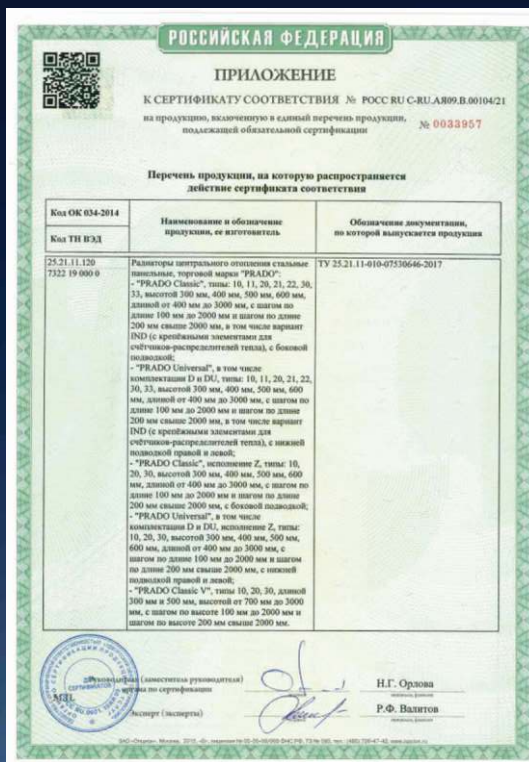 РОССИЙСКАЯ ФЕДЕРАЦИЯ
ПРИЛОЖЕНИЕ
К СЕРТИФИКАТУ СООТВЕТСТВИЯ № РОСС RU С-RU.АЯ09.В.00104/21
на продукцию, включенную в единый перечень продукции,
подлежащей обязательной сертификации
№ 0033957
Перечень продукции, на которую распространяется
действие сертификата соответствия
Код ОК 034-2014
Код ТН ВЭД
Наименование и обозначение
продукции, ее изготовитель
Обозначение документации,
по которой выпускается продукция
25.21.11.120
7322 19 000 0
Радиаторы центрального отопления стальные
панельные, торговой марки "PRADO":
- "PRADO Classic", типы: 10, 11, 20, 21, 22, 30,
33, высотой 300 мм, 400 мм, 500 мм, 600 мм,
длиной от 400 мм до 3000 мм, с шагом по
длине 100 мм до 2000 мм и шагом по длине
200 мм свыше 2000 мм, в том числе вариант
IND (с крепёжными элементами для
счётчиков-распределителей тепла), с боковой
подводкой;
- "PRADO Universal", в том числе
комплектации D и DU, типы: 10, 11, 20, 21, 22,
30, 33, высотой 300 мм, 400 мм, 500 мм, 600
мм, длиной от 400 мм до 3000 мм, с шагом по
длине 100 мм до 2000 мм и шагом по длине
200 мм свыше 2000 мм, в том числе вариант
IND (с крепёжными элементами для
счётчиков-распределителей тепла), с нижней
подводкой правой и левой;
- "PRADO Classic", исполнение Z, типы: 10,
20, 30, высотой 300 мм, 400 мм, 500 мм, 600
мм, длиной от 400 мм до 3000 мм, с шагом по
длине 100 мм до 2000 мм и шагом по длине
200 мм свыше 2000 мм, с боковой подводкой;
- "PRADO Universal", в том числе
комплектации D и DU, исполнение Z, типы:
10, 20, 30, высотой 300 мм, 400 мм, 500 мм,
600 мм, длиной от 400 мм до 3000 мм, с
шагом по длине 100 мм до 2000 мм и шагом
по длине 200 мм свыше 2000 мм, с нижней
подводкой правой и левой;
- "PRADO Classic V", типы 10, 20, 30, длиной
300 мм и 500 мм, высотой от 700 мм до 3000
мм, с шагом по высоте 100 мм до 2000 мм и
шагом по высоте 200 мм свыше 2000 мм.
ТУ 25.21.11-010-07530646-2017
Руководитель (заместитель руководителя)
органа по сертификации
Н.Г. Орлова
М.П.
Эксперт (эксперты)
Р.Ф. Валитов